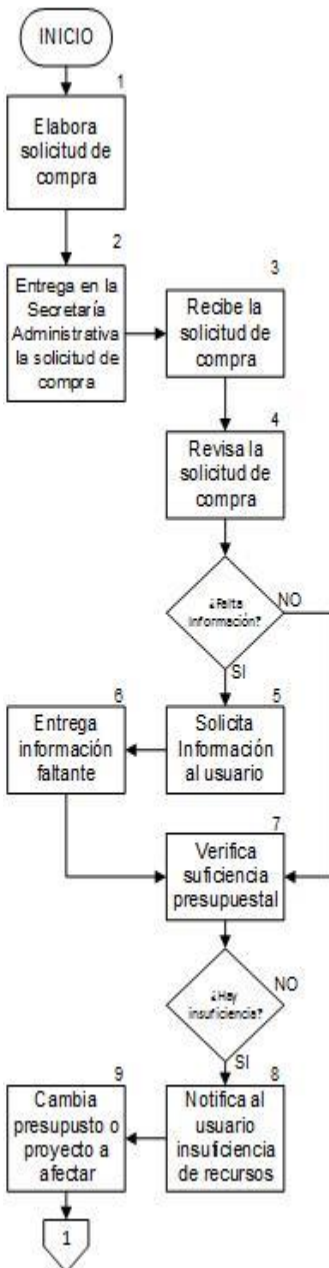 INICIO
1
Elabora
solicitud de
compra
2
Entrega en la
Secretaría
Administrativa
la solicitud de
compra
3
Recibe la
solicitud de
compra
4
Revisa la
solicitud de
compra
¿Falta
Información?
NO
SI
5
Solicita
Información
al usuario
6
Entrega
información
faltante
7
Verifica
suficiencia
presupuestal
¿Hay
insuficiencia?
NO
SI
8
Notifica al
usuario
insuficiencia
de recursos
9
Cambia
presupusto o
proyecto a
afectar
1